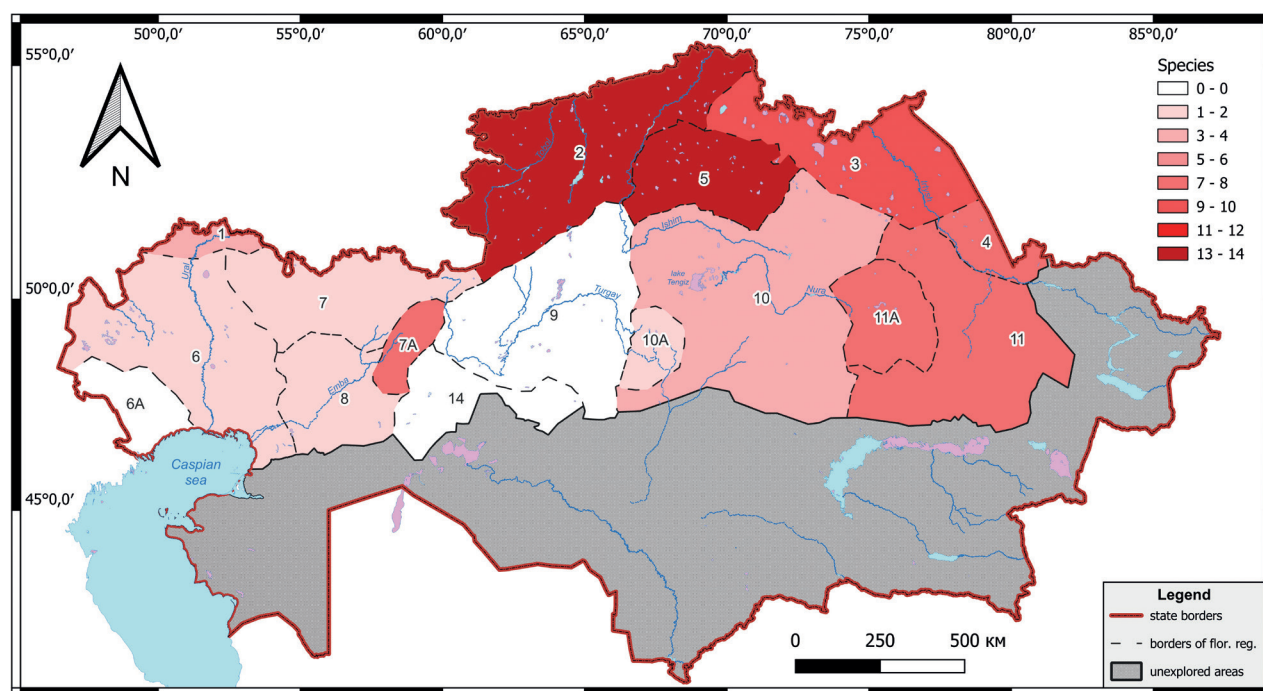 50°0,0′ 55°0,0′ 60°0,0′ 65°0,0′ 70°0,0′ 75°0,0′ 80°0,0′ 85°0,0′
55°0,0′
50°0,0′
45°0,0′
N
Species
0 - 0
1 - 2
3 - 4
5 - 6
7 - 8
9 - 10
11 - 12
13 - 14
2
3
5
4
1
Ural
Ishim
lake
Tengiz
7
Turgay
Nura
10
9
11A
6
7A
10A
11
Emba
8
6A
14
Caspian
sea
0 250 500 км
Legend
state borders
borders of flor. reg.
unexplored areas